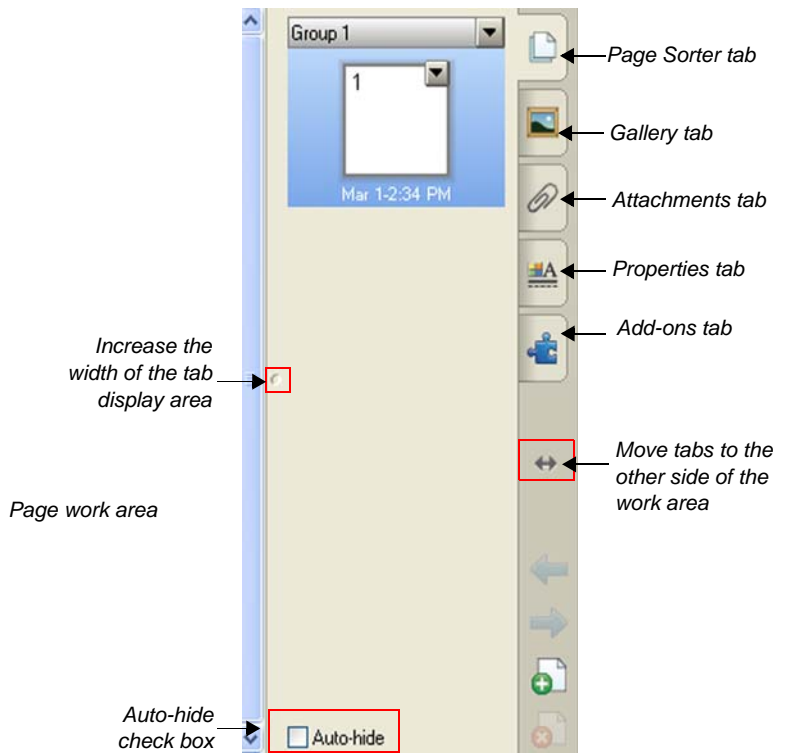 Group 1
1
Mar 1-2:34 PM
Page Sorter tab
Gallery tab
Attachments tab
Properties tab
Add-ons tab
Increase the
width of the tab
display area
Move tabs to the
other side of the
work area
Page work area
Auto-hide
check box
Auto-hide